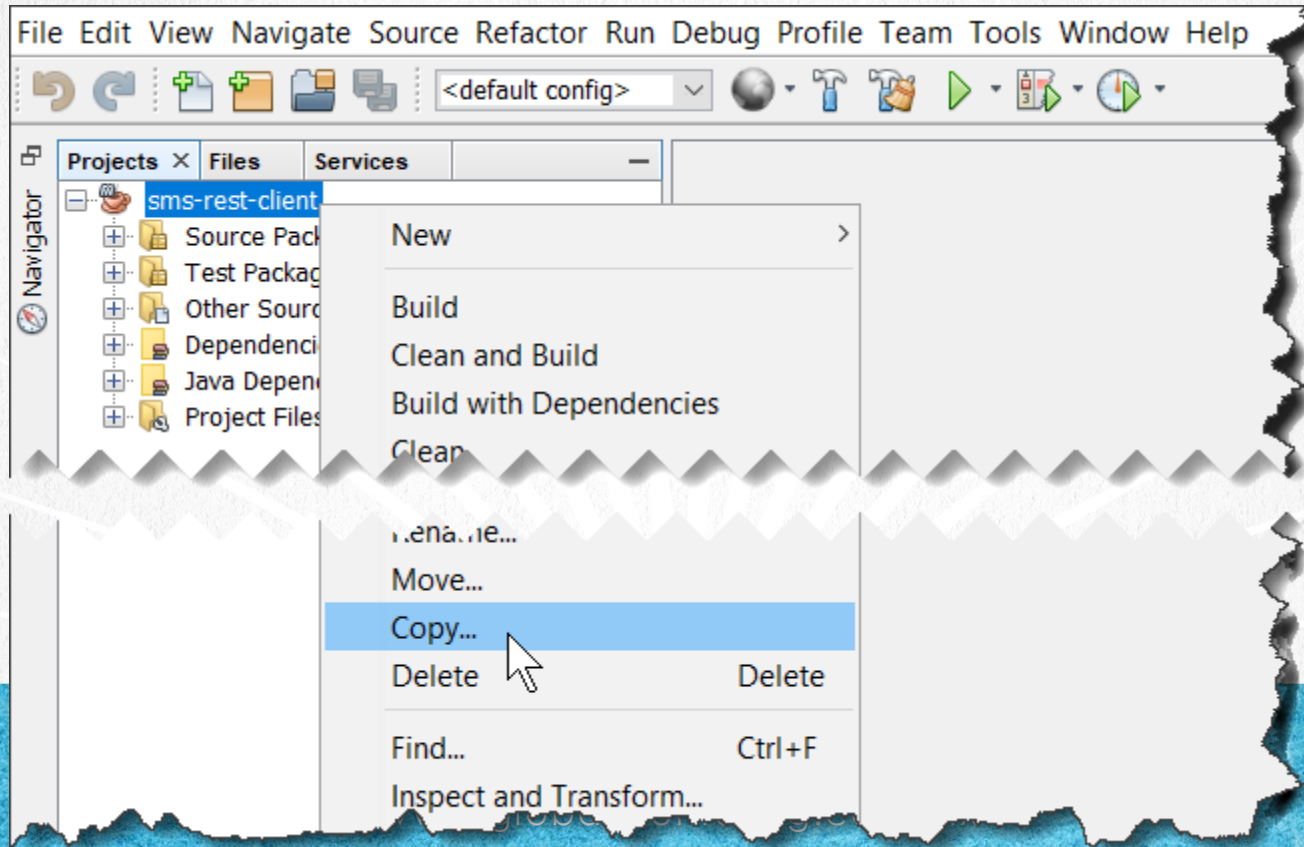 File Edit View Navigate Source Refactor Run Debug Profile Team Tools Window Help
<default config>
Projects Files Services
Navigator
sms-rest-client
Source Pack
Test Packag
Other Sourc
Dependenci
Java Depen
Project Files
New
Build
Clean and Build
Build with Dependencies
Clean
Rename...
Move...
Copy...
Delete Delete
Find... Ctrl+F
Inspect and Transform...